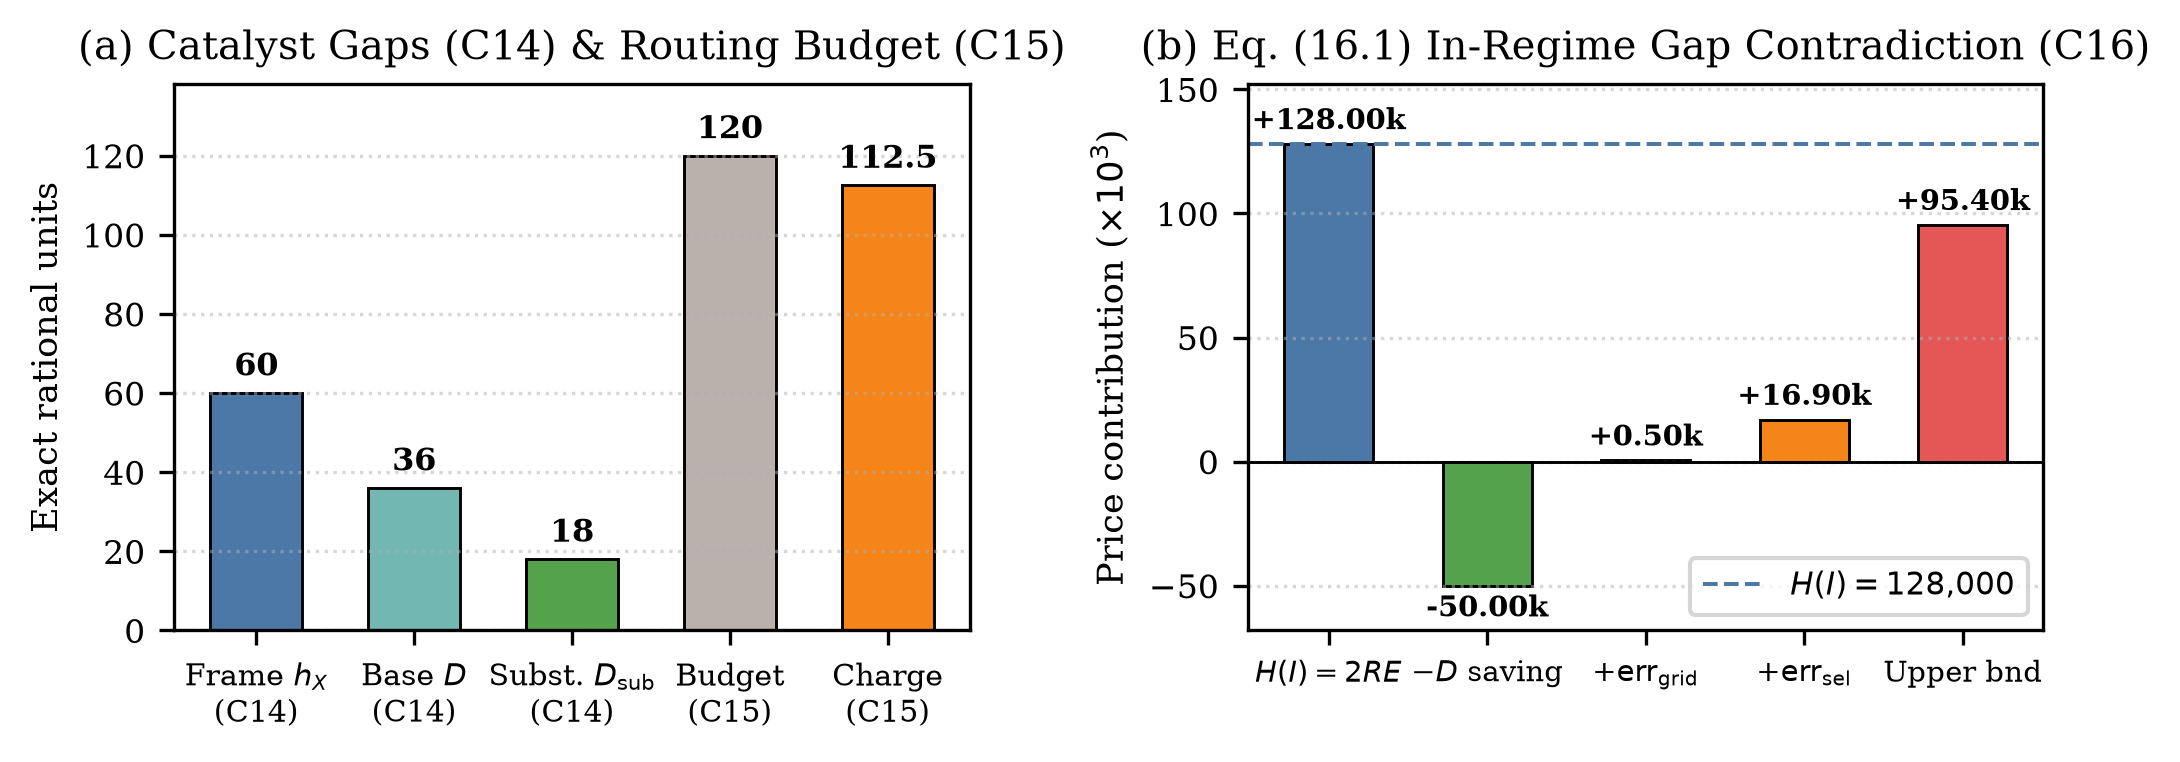 (a) Catalyst Gaps (C14) & Routing Budget (C15)
Exact rational units
120
100
80
60
40
20
0
60
36
18
120
112.5
Frame h_X
(C14)
Base D
(C14)
Subst. D_sub
(C14)
Budget
(C15)
Charge
(C15)
(b) Eq. (16.1) In-Regime Gap Contradiction (C16)
Price contribution (×10³)
150
100
50
0
−50
+128.00k
-50.00k
+0.50k
+16.90k
+95.40k
H(I) = 128,000
H(I) = 2RE
−D saving
+err_grid
+err_sel
Upper bnd